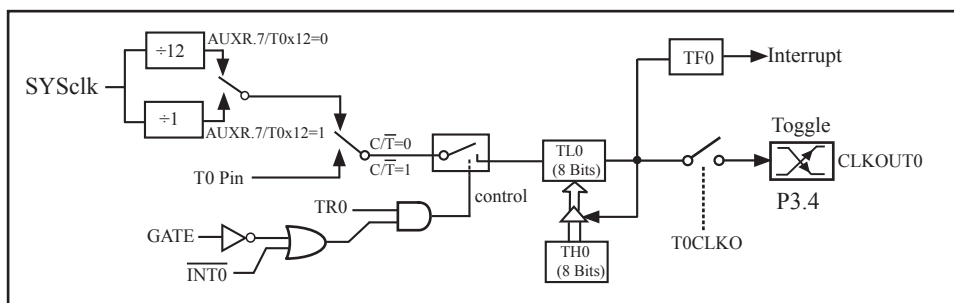 AUXR.7/T0x12=0
÷12
SYSclk
÷1
AUXR.7/T0x12=1
T0 Pin
C/T̅=0
C/T̅=1
TR0
GATE
I̅N̅T̅0̅
control
TL0
(8 Bits)
TH0
(8 Bits)
TF0
Interrupt
Toggle
CLKOUT0
P3.4
T0CLKO